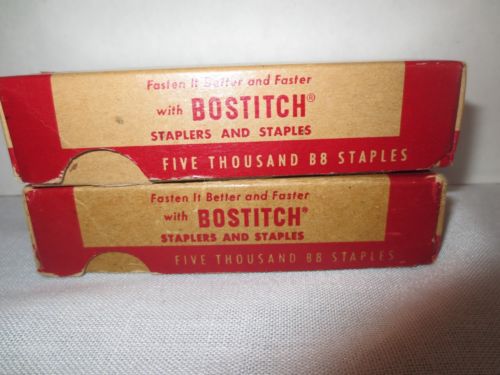 Fasten It Better and Faster
with BOSTITCH®
STAPLERS AND STAPLES
FIVE THOUSAND B8 STAPLES
Fasten It Better and Faster
with BOSTITCH®
STAPLERS AND STAPLES
FIVE THOUSAND B8 STAPLES